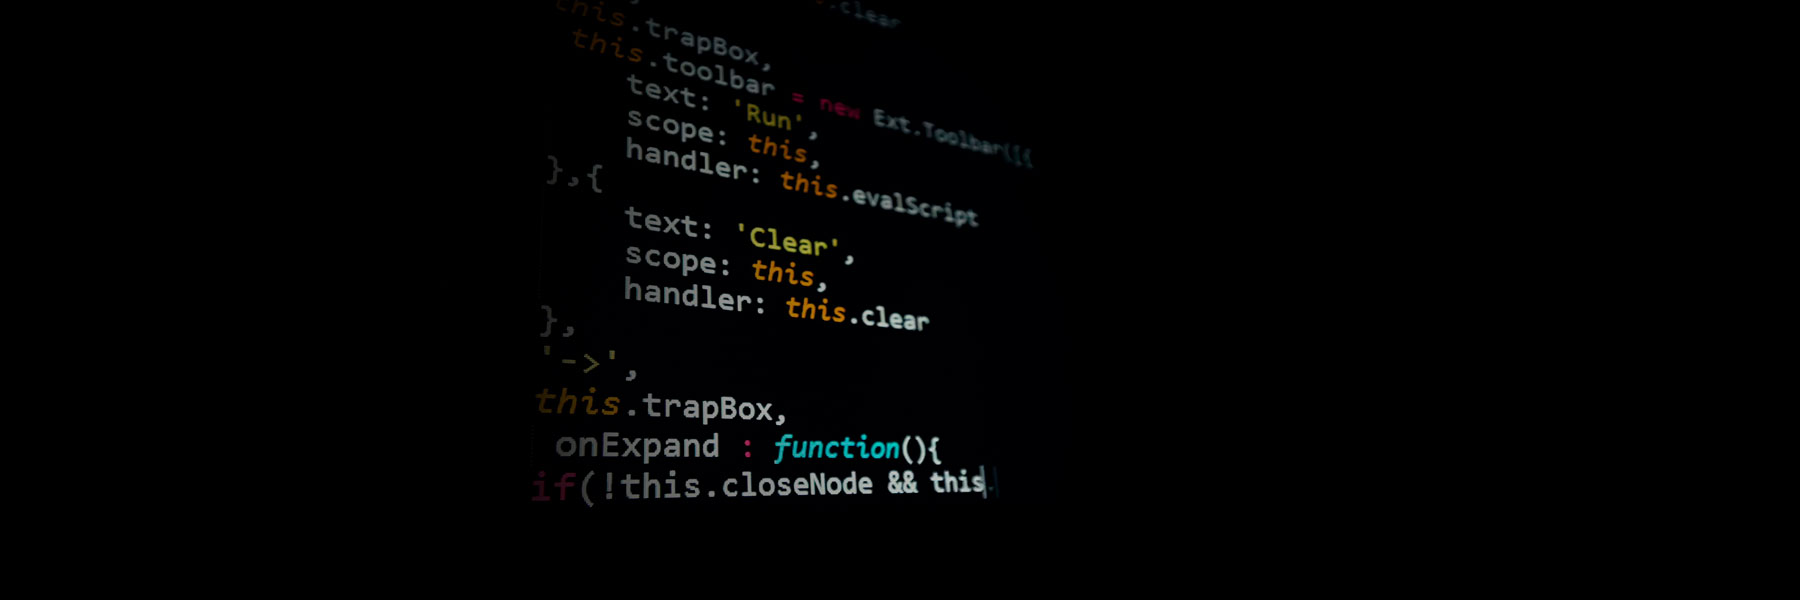 .clear
this.trapBox,
this.toolbar = new Ext.Toolbar([{
text: 'Run',
scope: this,
handler: this.evalScript
},{
text: 'Clear',
scope: this,
handler: this.clear
},
'->',
this.trapBox,
onExpand : function(){
if(!this.closeNode && this